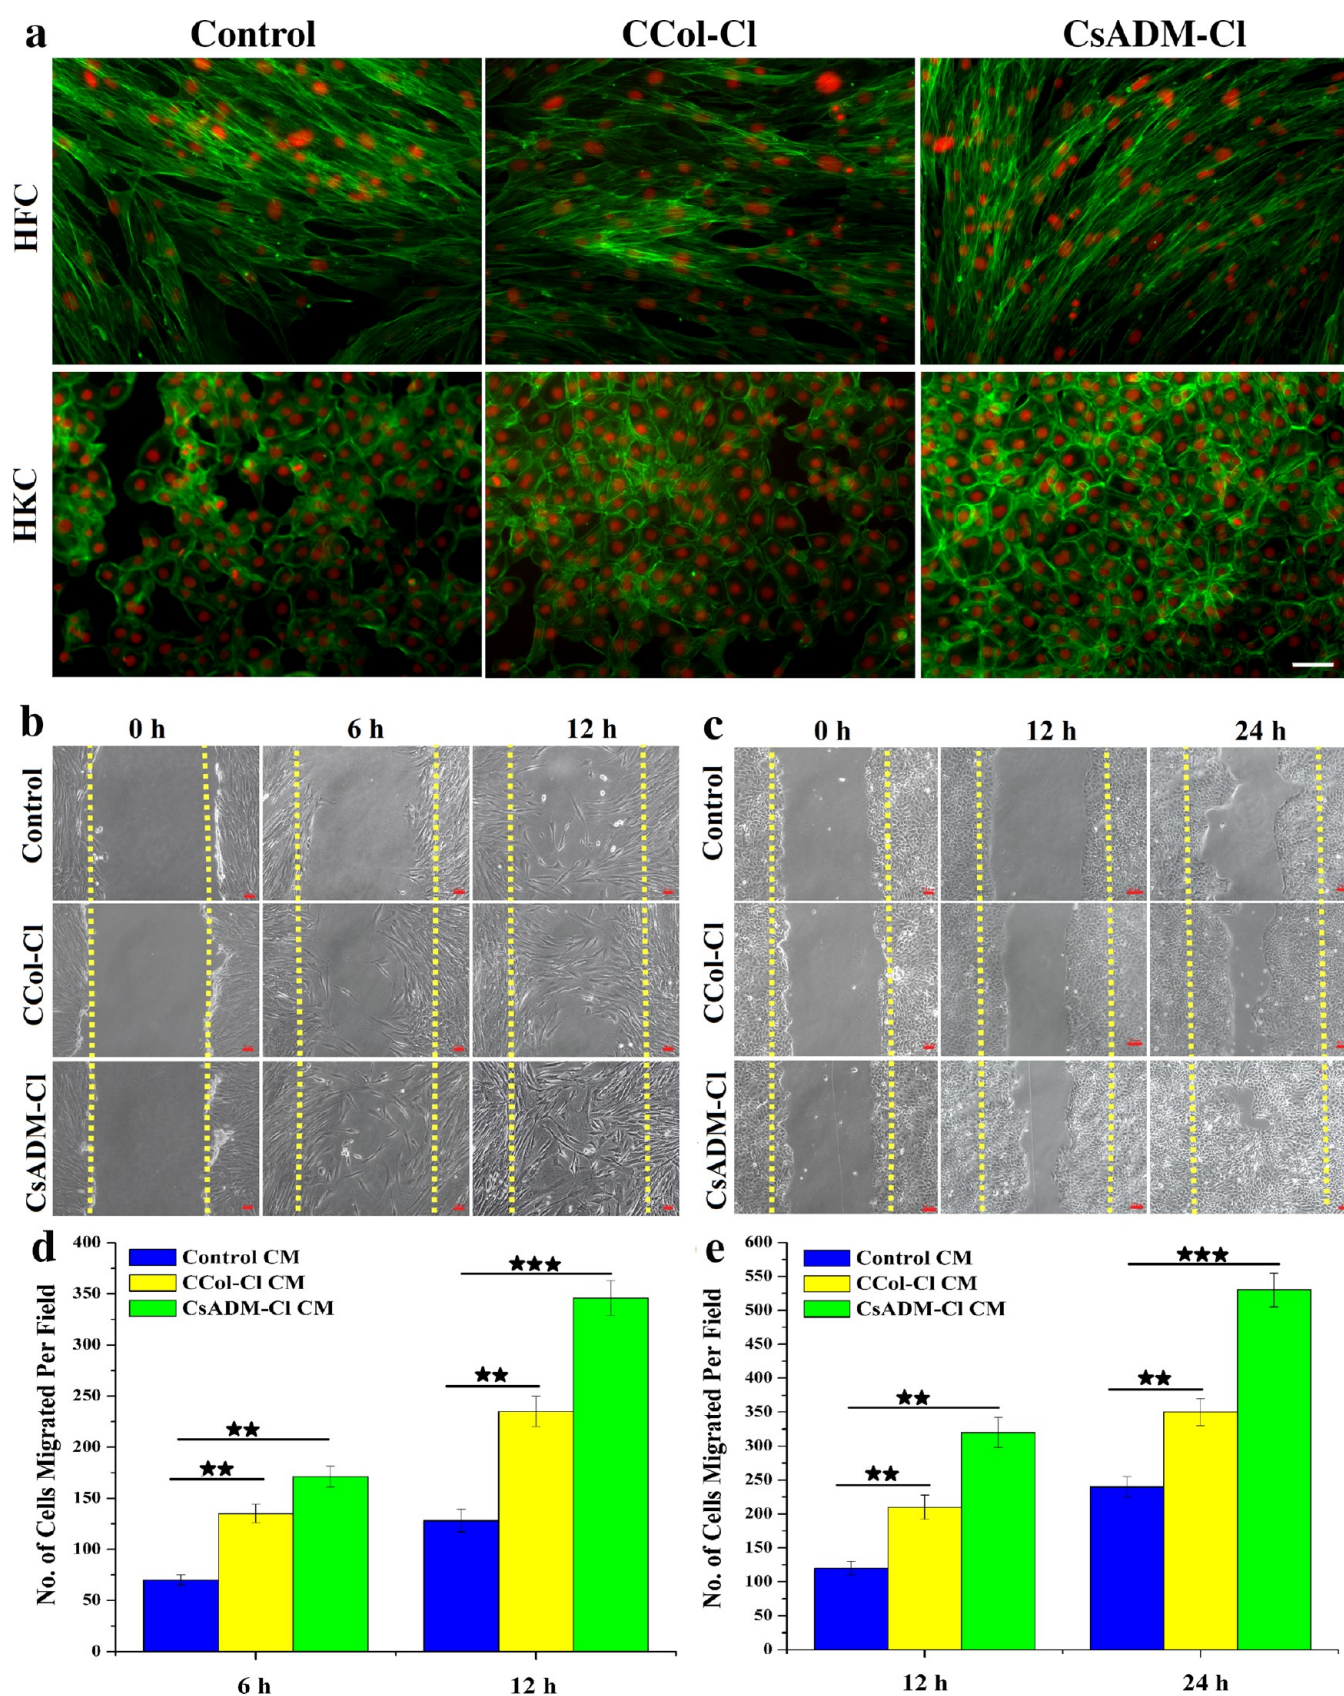 a
Control CCol-Cl CsADM-Cl
HFC
HKC
b
0 h 6 h 12 h
Control
CCol-Cl
CsADM-Cl
c
0 h 12 h 24 h
Control
CCol-Cl
CsADM-Cl
d
No. of Cells Migrated Per Field
400
350
300
250
200
150
100
50
0
Control CM
CCol-Cl CM
CsADM-Cl CM
★★
★★
★★
★★★
6 h 12 h
e
No. of Cells Migrated Per Field
600
550
500
450
400
350
300
250
200
150
100
50
0
Control CM
CCol-Cl CM
CsADM-Cl CM
★★
★★
★★
★★★
12 h 24 h